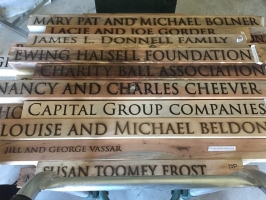 MARY PAT AND MICHAEL BOLNER
LACIE AND JOE GORDER
JAMES L. DONNELL FAMILY
EWING HALSELL FOUNDATION
CHARITY BALL ASSOCIATION
NANCY AND CHARLES CHEEVER
CAPITAL GROUP COMPANIES
LOUISE AND MICHAEL BELDON
JILL AND GEORGE VASSAR
SUSAN TOOMEY FROST